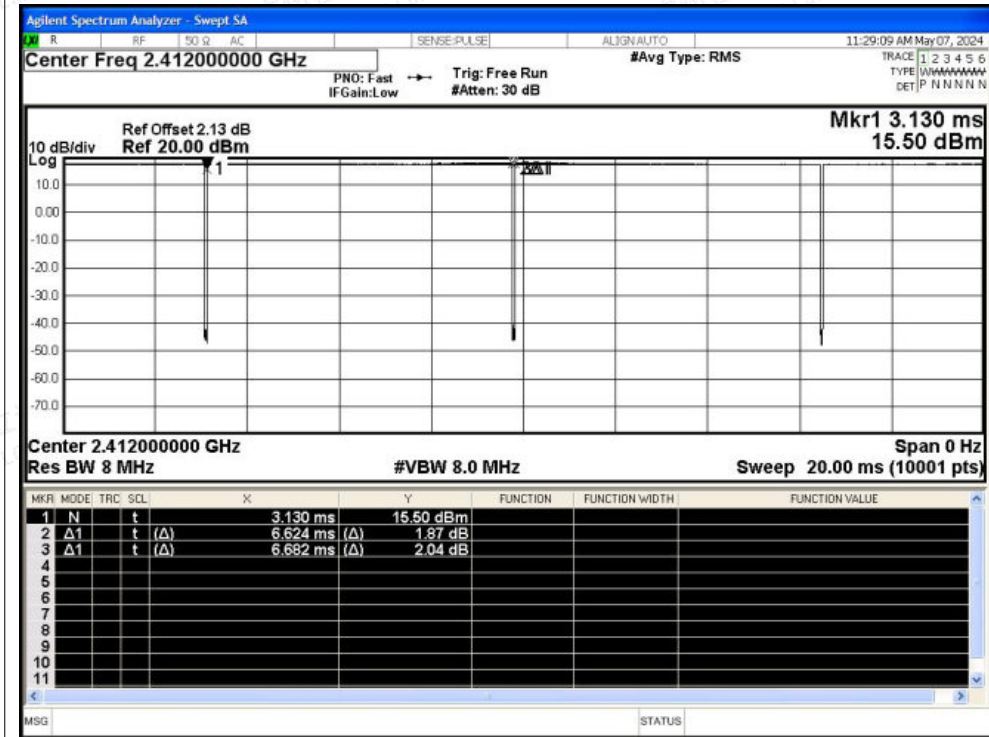 Agilent Spectrum Analyzer - Swept SA
LXI R RF 50 Ω AC SENSE:PULSE ALIGN AUTO 11:29:09 AM May 07, 2024
Center Freq 2.412000000 GHz #Avg Type: RMS TRACE 1 2 3 4 5 6
PNO: Fast Trig: Free Run TYPE
IFGain:Low #Atten: 30 dB DET P N N N N N
Mkr1 3.130 ms
15.50 dBm
Ref Offset 2.13 dB
10 dB/div Ref 20.00 dBm
Log
1
10.0
0.00
-10.0
-20.0
-30.0
-40.0
-50.0
-60.0
-70.0
Center 2.412000000 GHz Span 0 Hz
Res BW 8 MHz #VBW 8.0 MHz Sweep 20.00 ms (10001 pts)
MKR MODE TRC SCL X Y FUNCTION FUNCTION WIDTH FUNCTION VALUE
1 N t 3.130 ms 15.50 dBm
2 Δ1 t (Δ) 6.624 ms (Δ) 1.87 dB
3 Δ1 t (Δ) 6.682 ms (Δ) 2.04 dB
4
5
6
7
8
9
10
11
MSG STATUS